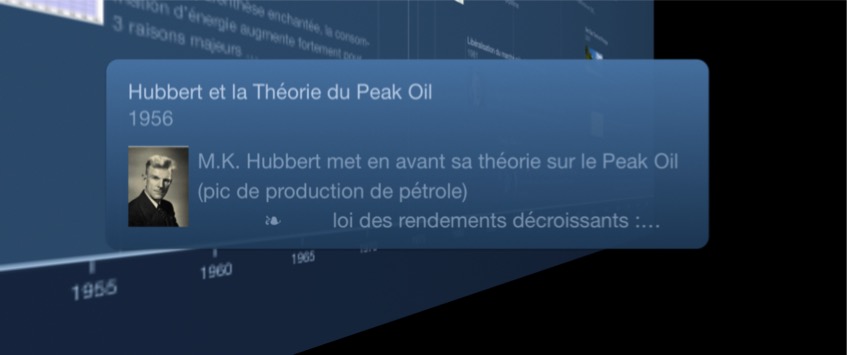 enthèse enchantée, la consom-
mation d'énergie augmente fortement pour
3 raisons majeurs ...
Hubbert et la Théorie du Peak Oil
1956
M.K. Hubbert met en avant sa théorie sur le Peak Oil
(pic de production de pétrole)
❧ loi des rendements décroissants :...
1955
1960
1965